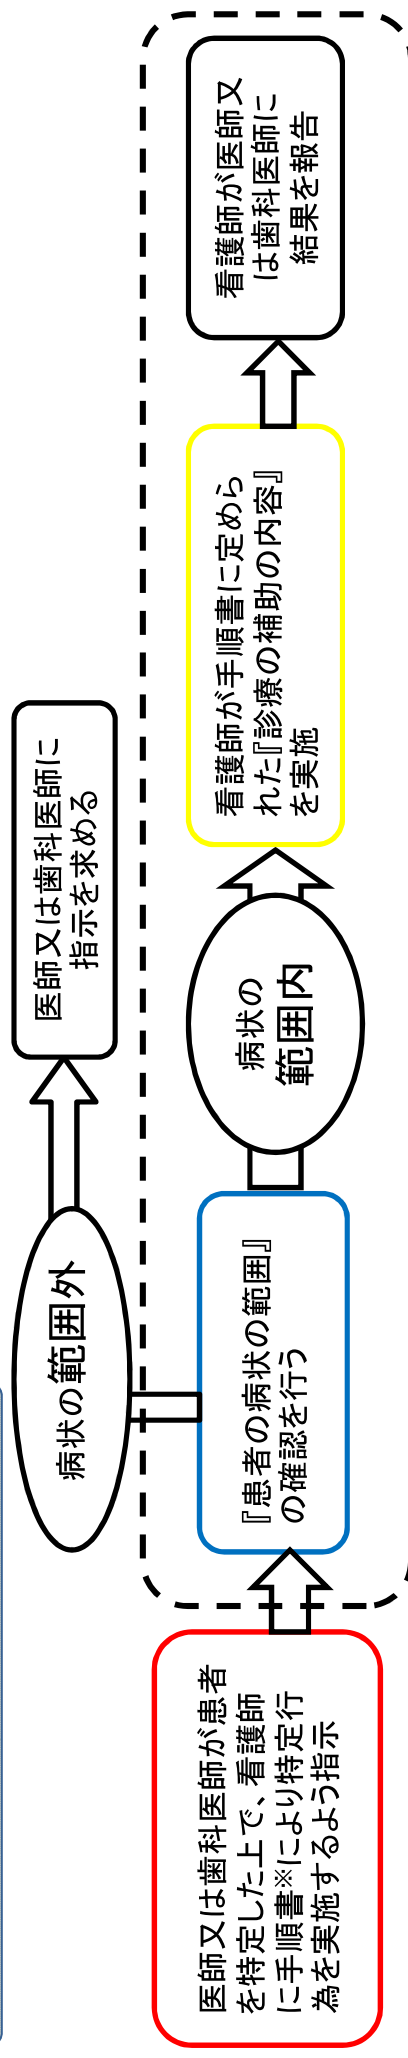 医師又は歯科医師が患者
を特定した上で、看護師
に手順書※により特定行
為を実施するよう指示
『患者の病状の範囲』
の確認を行う
病状の
範囲内
病状の範囲外
医師又は歯科医師に
指示を求める
看護師が手順書に定めら
れた『診療の補助の内容』
を実施
看護師が医師又
は歯科医師に
結果を報告